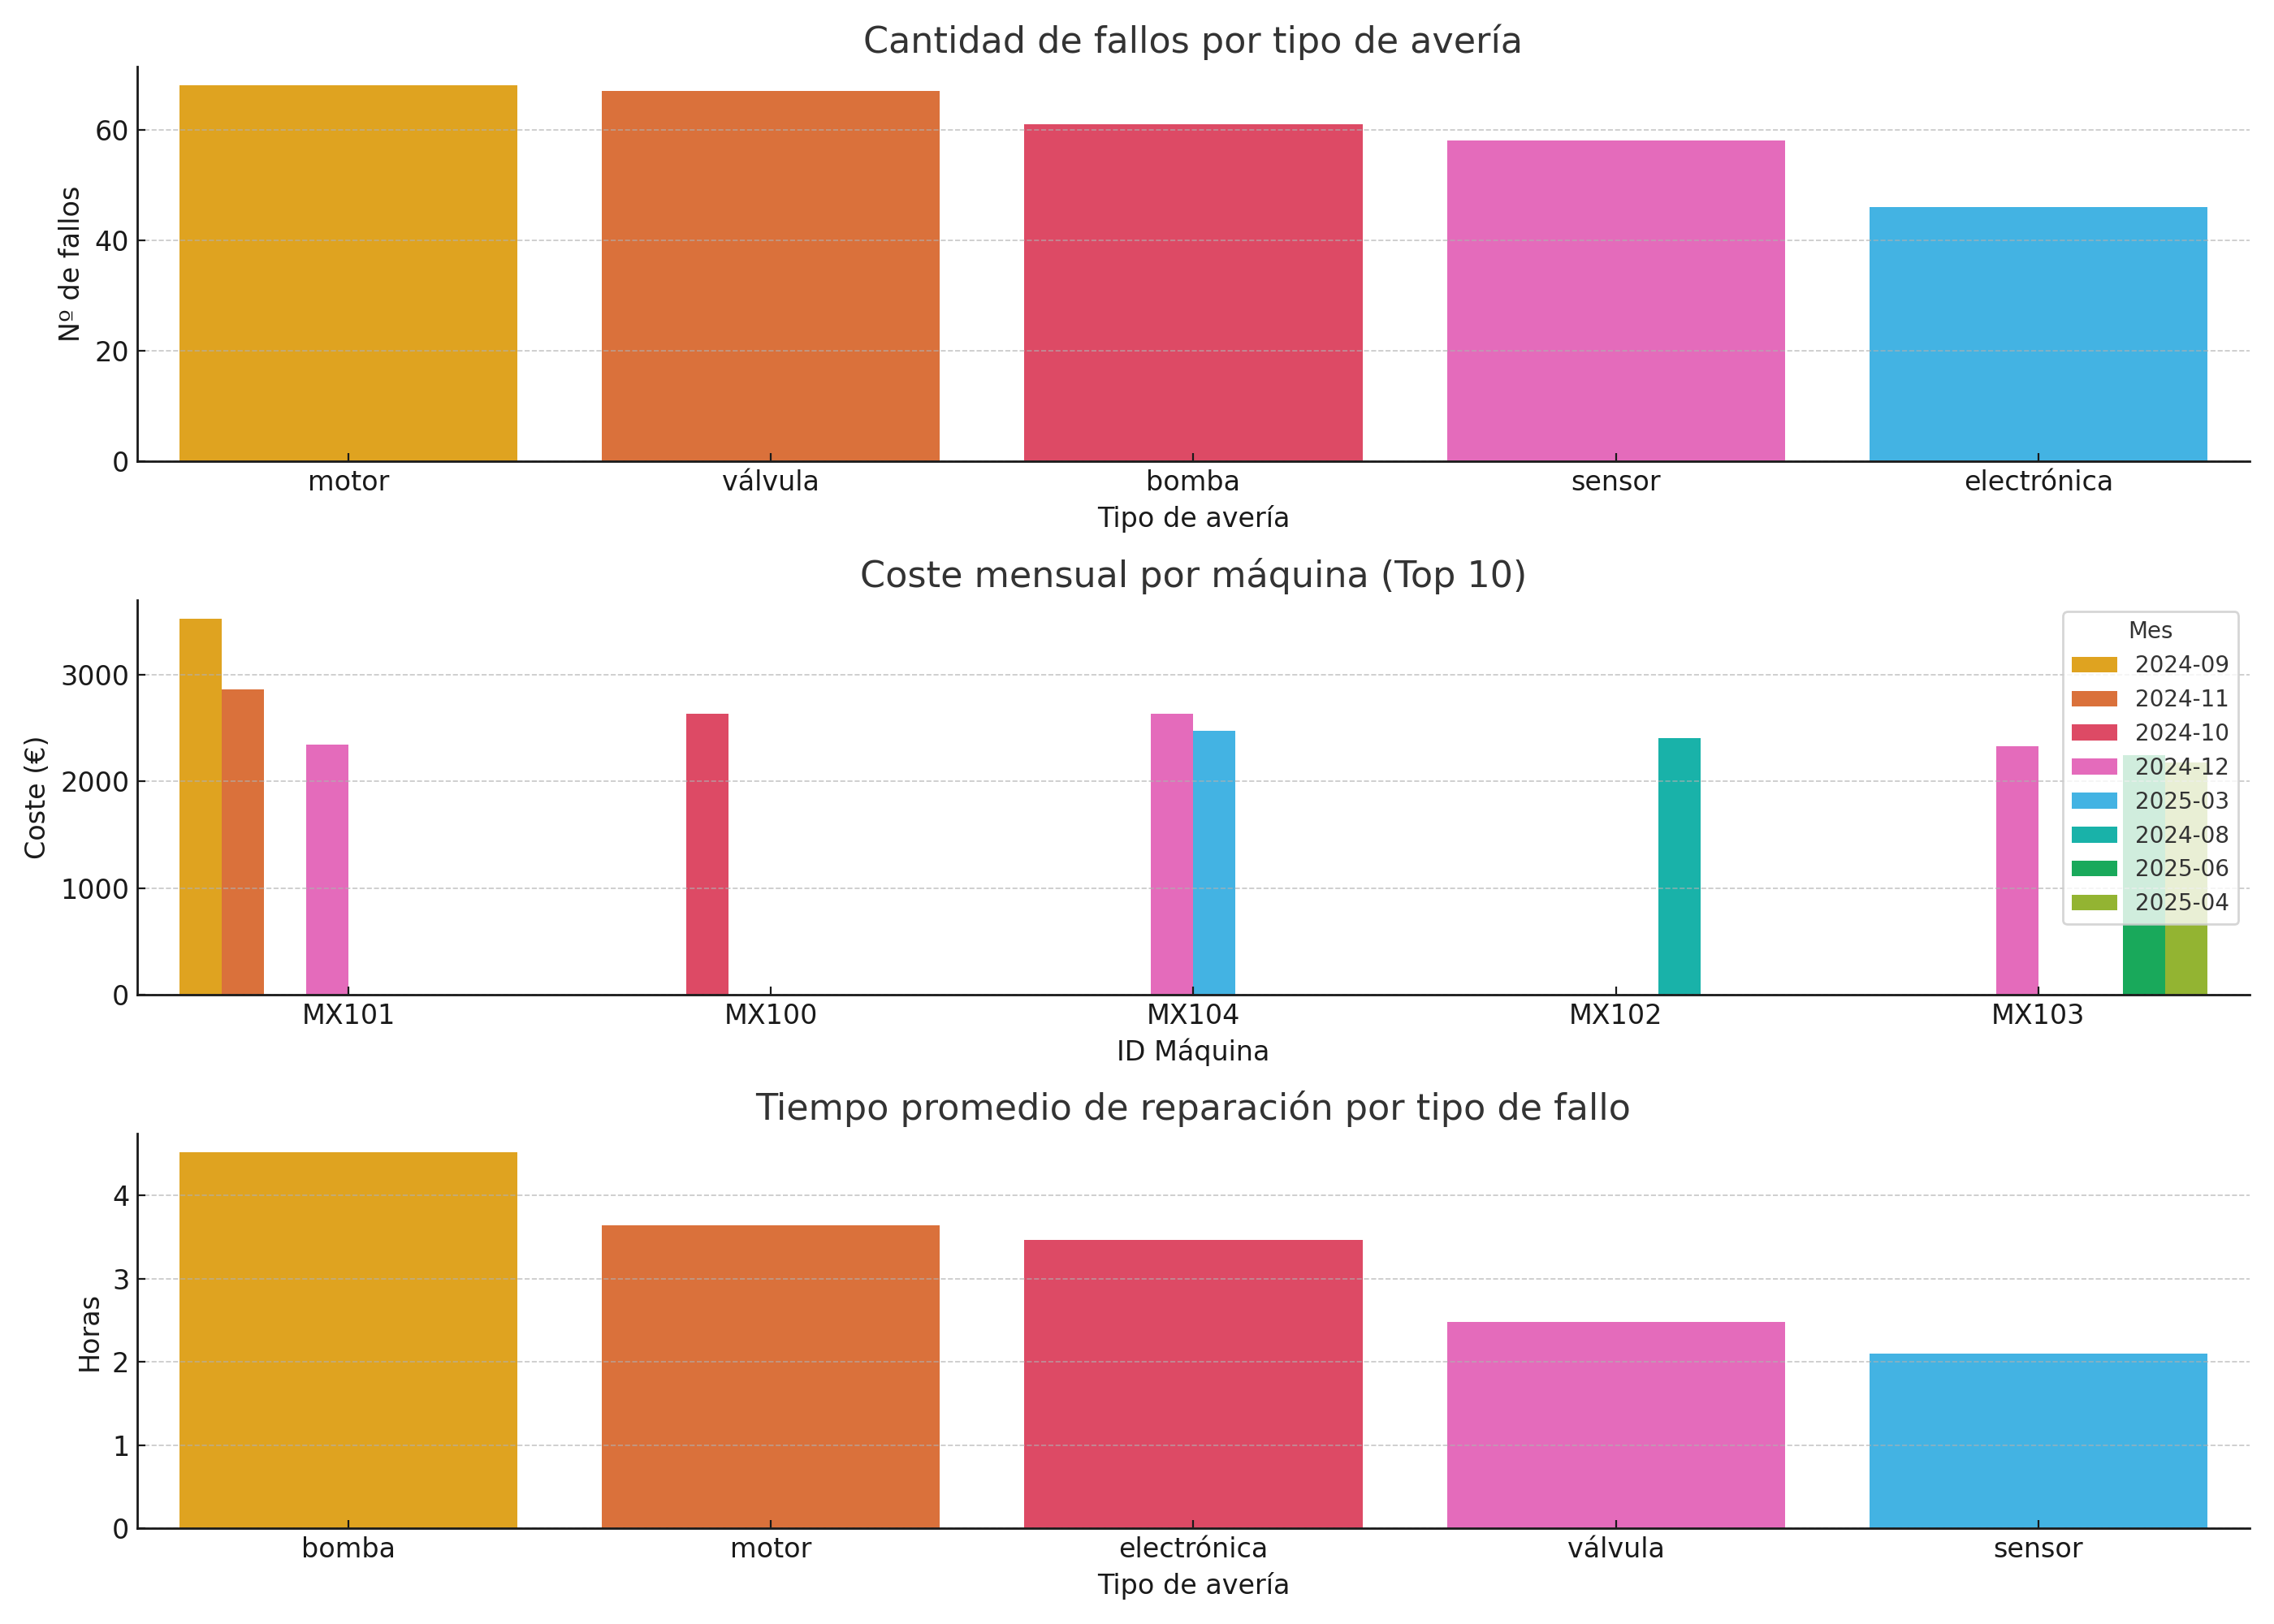 Cantidad de fallos por tipo de avería
Nº de fallos
60
40
20
0
motor válvula bomba sensor electrónica
Tipo de avería
Coste mensual por máquina (Top 10)
Coste (€)
3000
2000
1000
0
Mes
2024-09
2024-11
2024-10
2024-12
2025-03
2024-08
2025-06
2025-04
MX101 MX100 MX104 MX102 MX103
ID Máquina
Tiempo promedio de reparación por tipo de fallo
Horas
4
3
2
1
0
bomba motor electrónica válvula sensor
Tipo de avería